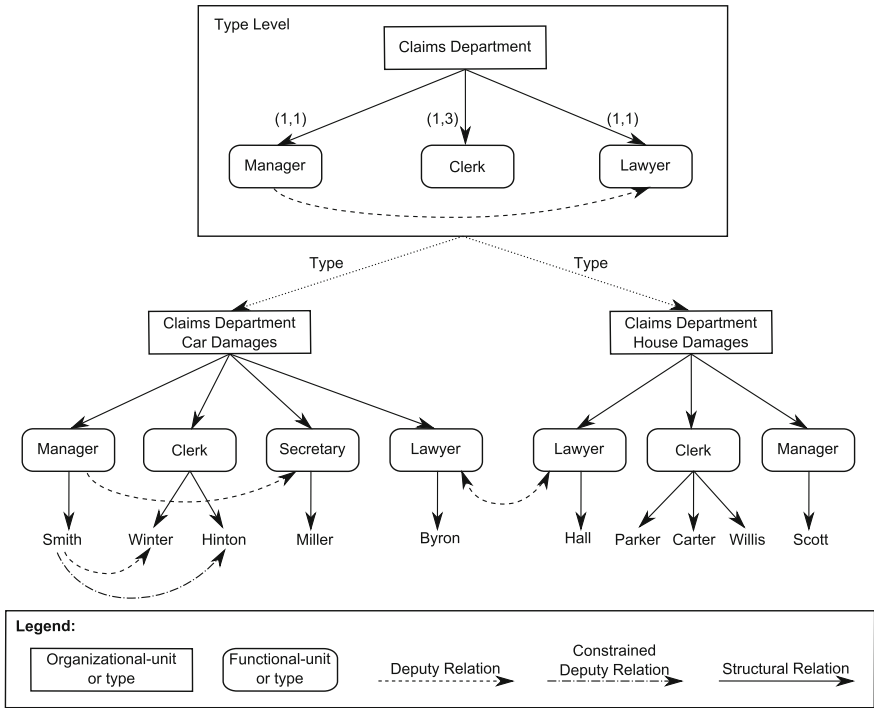 Type Level
Claims Department
(1,1)
(1,3)
(1,1)
Manager
Clerk
Lawyer
Type
Type
Claims Department
Car Damages
Claims Department
House Damages
Manager
Clerk
Secretary
Lawyer
Lawyer
Clerk
Manager
Smith
Winter
Hinton
Miller
Byron
Hall
Parker
Carter
Willis
Scott
Legend:
Organizational-unit
or type
Functional-unit
or type
Deputy Relation
Constrained
Deputy Relation
Structural Relation